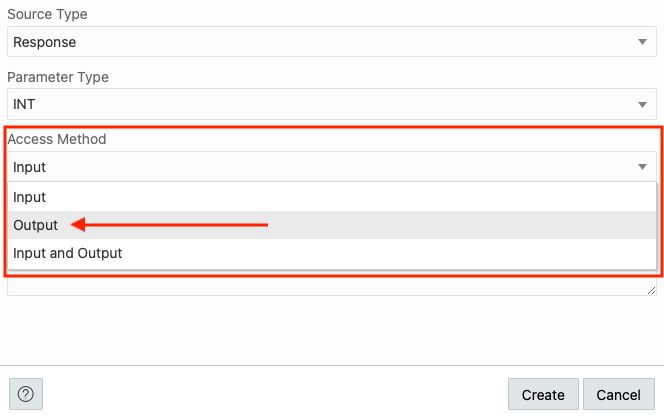 Source Type
Response
Parameter Type
INT
Access Method
Input
Input
Output
Input and Output
?
Create
Cancel